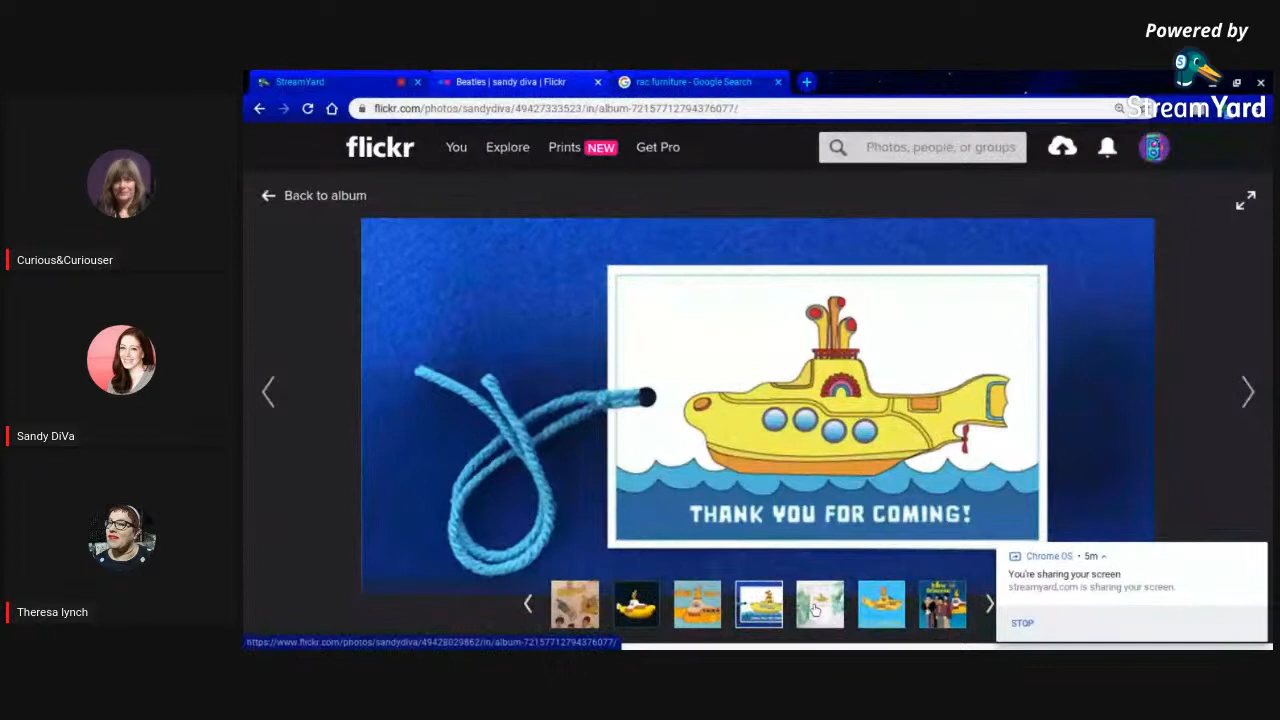 Powered by
StreamYard
StreamYard
Beatles | sandy diva | Flickr
rac furniture - Google Search
flickr.com/photos/sandydiva/49427333523/in/album-72157712794376077/
flickr
You
Explore
Prints NEW
Get Pro
Photos, people, or groups
Back to album
Curious&Curiouser
Sandy DiVa
Theresa lynch
THANK YOU FOR COMING!
Chrome OS • 5m
You're sharing your screen
streamyard.com is sharing your screen.
STOP
https://www.flickr.com/photos/sandydiva/49428029862/in/album-72157712794376077/